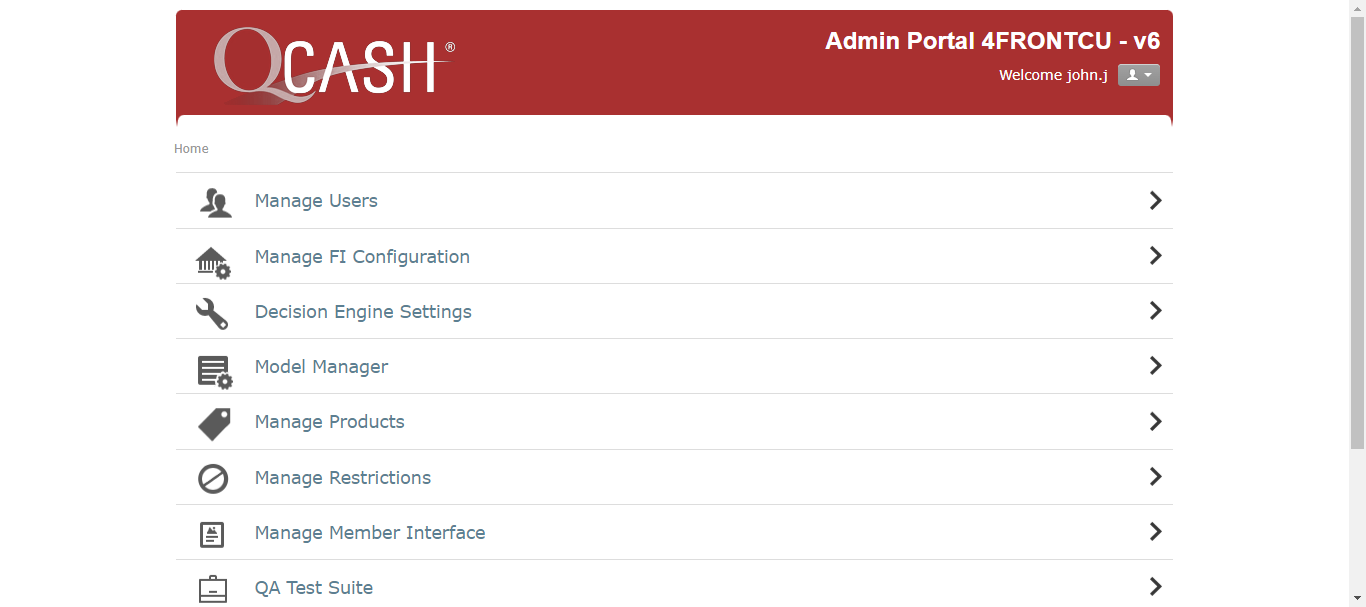 QCASH®
Admin Portal 4FRONTCU - v6
Welcome john.j
Home
Manage Users
Manage FI Configuration
Decision Engine Settings
Model Manager
Manage Products
Manage Restrictions
Manage Member Interface
QA Test Suite